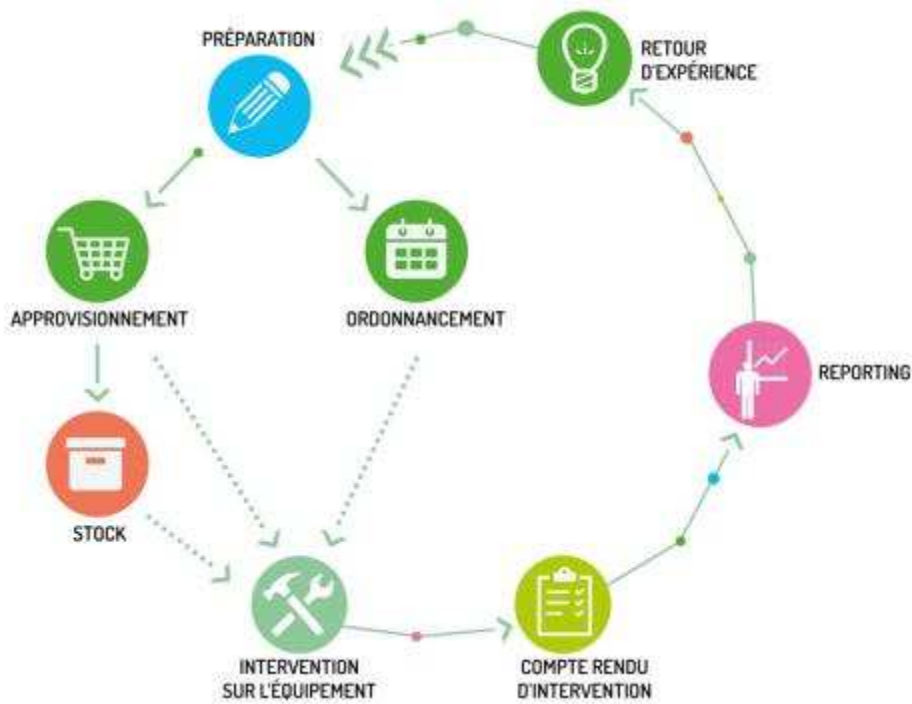 PRÉPARATION
RETOUR
D'EXPÉRIENCE
APPROVISIONNEMENT
ORDONNANCEMENT
REPORTING
STOCK
INTERVENTION
SUR L'ÉQUIPEMENT
COMPTE RENDU
D'INTERVENTION